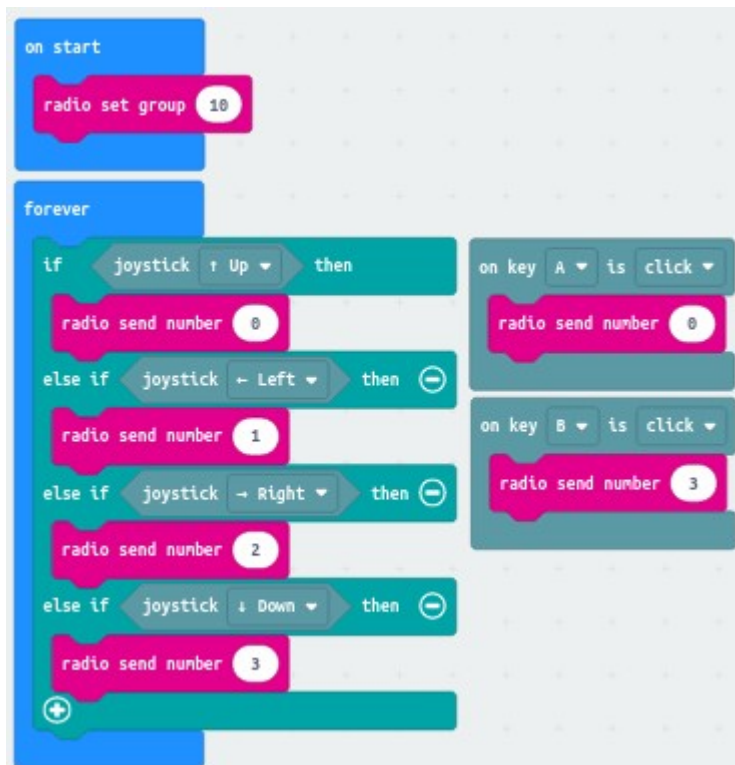 on start
radio set group 10
forever
if joystick ↑ Up then
radio send number 0
else if joystick ← Left then
radio send number 1
else if joystick → Right then
radio send number 2
else if joystick ↓ Down then
radio send number 3
on key A is click
radio send number 0
on key B is click
radio send number 3